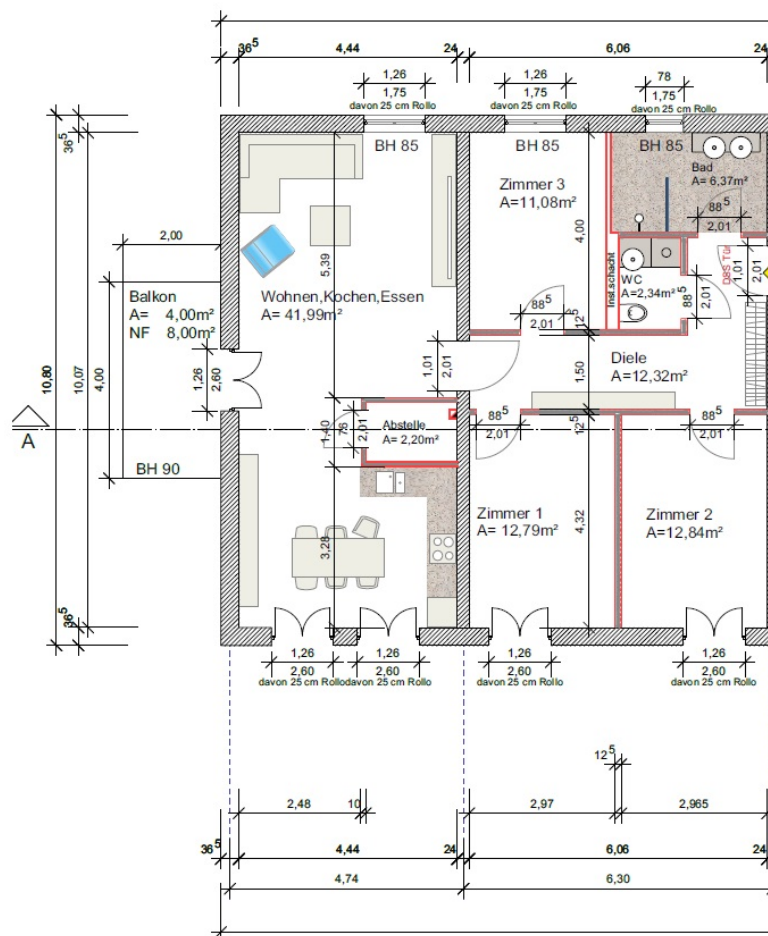 36⁵ 4,44 24 6,06 24
1,26 1,26 78
1,75 1,75 1,75
davon 25 cm Rollo davon 25 cm Rollo davon 25 cm Rollo
36⁵
BH 85 BH 85 BH 85
Bad
A= 6,37m²
Zimmer 3
A=11,08m²
88⁵
2,01
4,00
2,00
5,39
DBS Tür
1,01
2,01
Inst.schacht
WC
A=2,34m²
88⁵
2,01
Balkon
A= 4,00m²
NF 8,00m²
Wohnen,Kochen,Essen
A= 41,99m²
88⁵
2,01
12⁵
10,80
10,07
4,00
1,26
2,60
1,01
2,01
1,50
Diele
A=12,32m²
A
1,40
76
2,01
Abstelle
A= 2,20m²
88⁵
2,01
12⁵
88⁵
2,01
BH 90
Zimmer 1
A= 12,79m²
4,32
Zimmer 2
A=12,84m²
3,28
36⁵
1,26 1,26 1,26 1,26
2,60 2,60 2,60 2,60
davon 25 cm Rollo davon 25 cm Rollo davon 25 cm Rollo davon 25 cm Rollo
12⁵
2,48 10 2,97 2,965
36⁵ 4,44 24 6,06 24
4,74 6,30